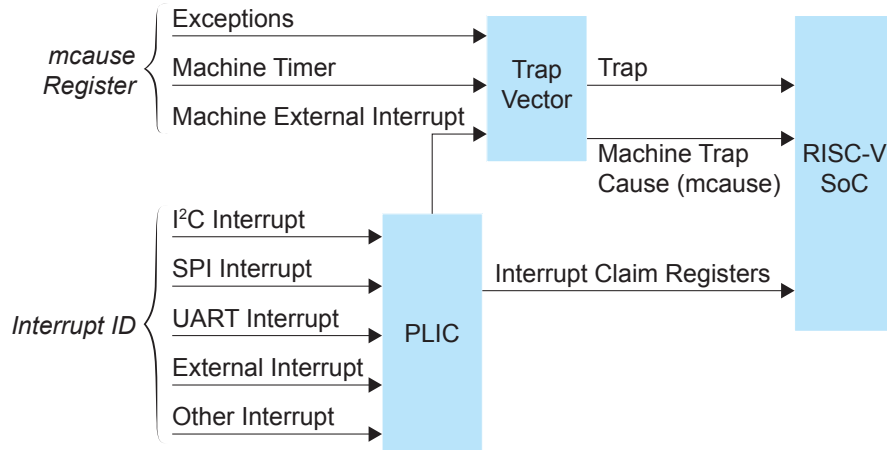 mcause
Register
Exceptions
Machine Timer
Machine External Interrupt
Trap
Vector
Trap
Machine Trap
Cause (mcause)
RISC-V
SoC
Interrupt ID
I²C Interrupt
SPI Interrupt
UART Interrupt
External Interrupt
Other Interrupt
PLIC
Interrupt Claim Registers